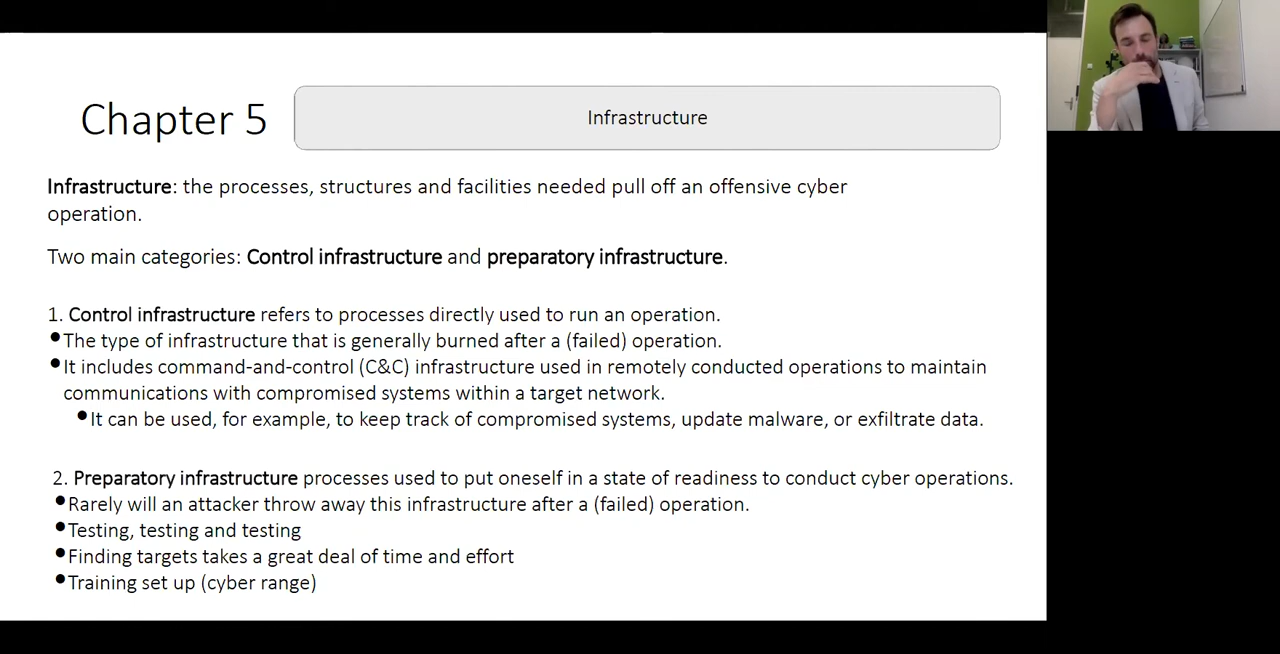 Chapter 5
Infrastructure
Infrastructure: the processes, structures and facilities needed pull off an offensive cyber
operation.
Two main categories: Control infrastructure and preparatory infrastructure.
1. Control infrastructure refers to processes directly used to run an operation.
•The type of infrastructure that is generally burned after a (failed) operation.
•It includes command-and-control (C&C) infrastructure used in remotely conducted operations to maintain
communications with compromised systems within a target network.
•It can be used, for example, to keep track of compromised systems, update malware, or exfiltrate data.
2. Preparatory infrastructure processes used to put oneself in a state of readiness to conduct cyber operations.
•Rarely will an attacker throw away this infrastructure after a (failed) operation.
•Testing, testing and testing
•Finding targets takes a great deal of time and effort
•Training set up (cyber range)